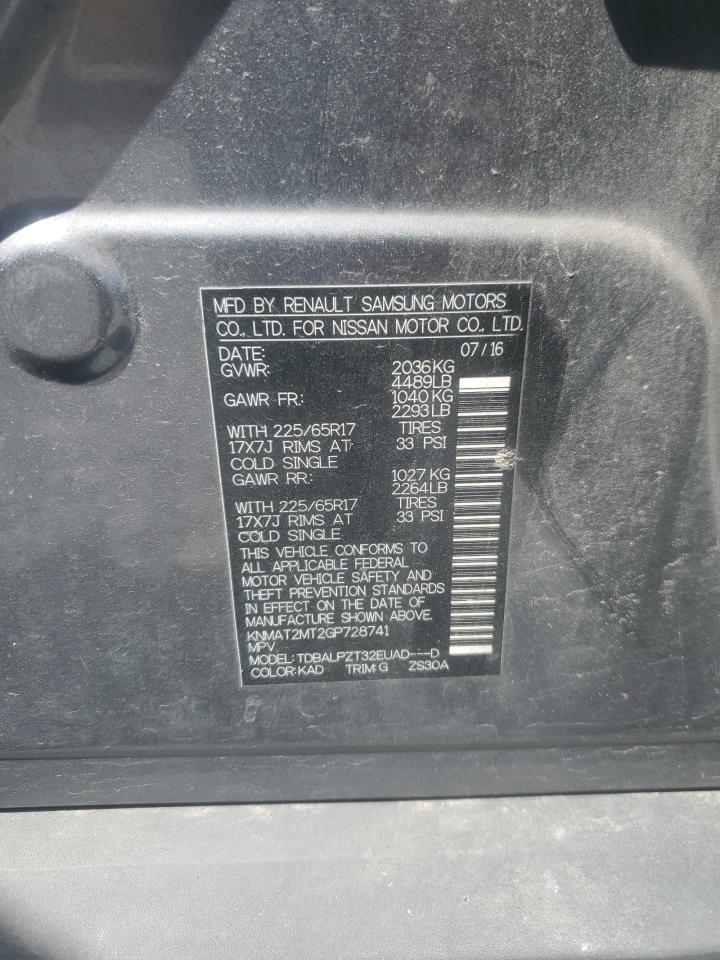 MFD BY RENAULT SAMSUNG MOTORS
CO., LTD. FOR NISSAN MOTOR CO., LTD.
DATE: 07/16
GVWR: 2036KG
4489LB
GAWR FR: 1040KG
2293LB
WITH 225/65R17 TIRES
17X7J RIMS AT 33 PSI
COLD SINGLE
GAWR RR: 1027KG
2264LB
WITH 225/65R17 TIRES
17X7J RIMS AT 33 PSI
COLD SINGLE
THIS VEHICLE CONFORMS TO
ALL APPLICABLE FEDERAL
MOTOR VEHICLE SAFETY AND
THEFT PREVENTION STANDARDS
IN EFFECT ON THE DATE OF
MANUFACTURE SHOWN ABOVE.
KNMAT2MT2GP728741
MPV
MODEL: TDBALPZT32EUAD---D
COLOR: KAD TRIM: G ZS30A